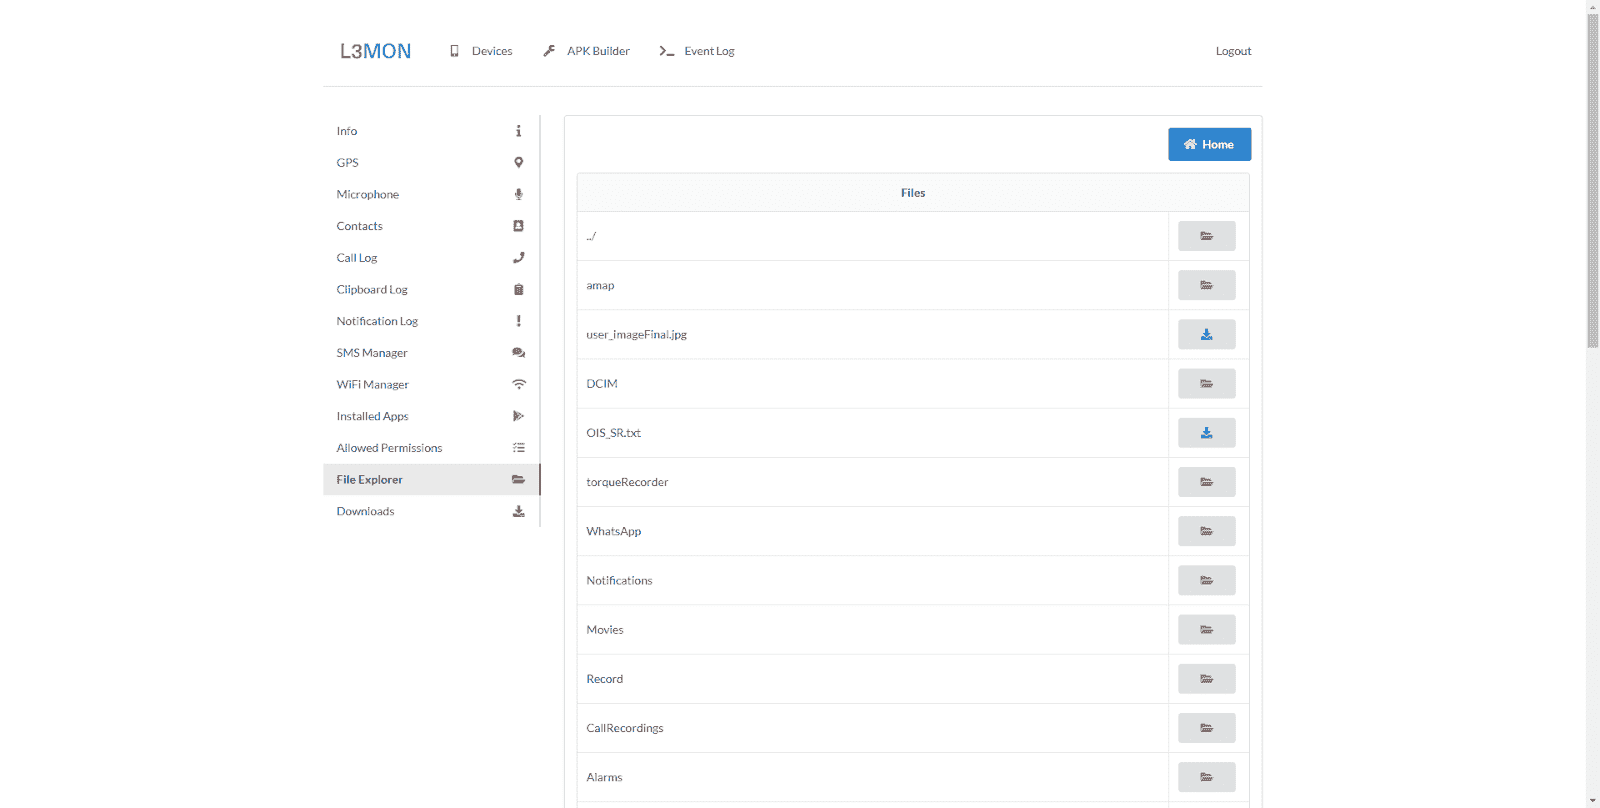 L3MON
Devices
APK Builder
Event Log
Logout
Info
GPS
Microphone
Contacts
Call Log
Clipboard Log
Notification Log
SMS Manager
WiFi Manager
Installed Apps
Allowed Permissions
File Explorer
Downloads
Home
Files
../
amap
user_imageFinal.jpg
DCIM
OIS_SR.txt
torqueRecorder
WhatsApp
Notifications
Movies
Record
CallRecordings
Alarms